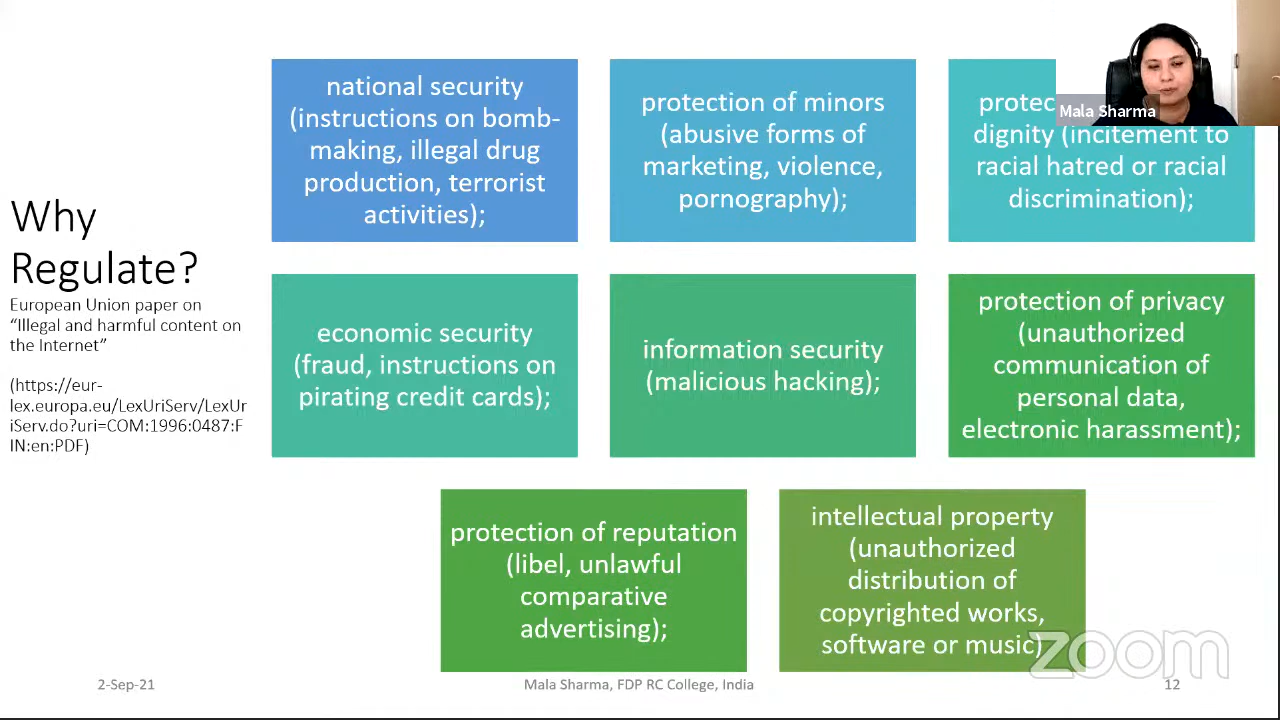 Why
Regulate?
European Union paper on
“Illegal and harmful content on
the Internet”
(https://eur-
lex.europa.eu/LexUriServ/LexUr
iServ.do?uri=COM:1996:0487:F
IN:en:PDF)
national security
(instructions on bomb-
making, illegal drug
production, terrorist
activities);
protection of minors
(abusive forms of
marketing, violence,
pornography);
dignity (incitement to
racial hatred or racial
discrimination);
Mala Sharma
economic security
(fraud, instructions on
pirating credit cards);
information security
(malicious hacking);
protection of privacy
(unauthorized
communication of
personal data,
electronic harassment);
protection of reputation
(libel, unlawful
comparative
advertising);
intellectual property
(unauthorized
distribution of
copyrighted works,
software or music)
zoom
2-Sep-21
Mala Sharma, FDP RC College, India
12